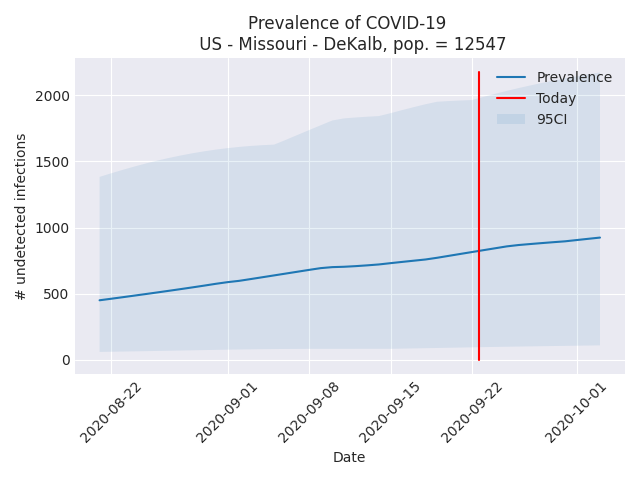 Prevalence of COVID-19
US - Missouri - DeKalb, pop. = 12547
Prevalence
Today
95CI
# undetected infections
2000
1500
1000
500
0
2020-08-22
2020-09-01
2020-09-08
2020-09-15
2020-09-22
2020-10-01
Date